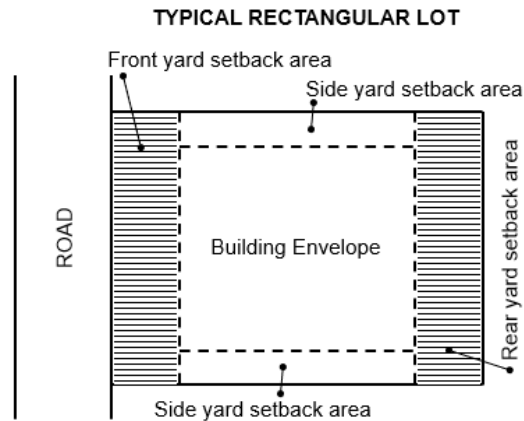 TYPICAL RECTANGULAR LOT
Front yard setback area
Side yard setback area
ROAD
Building Envelope
Rear yard setback area
Side yard setback area